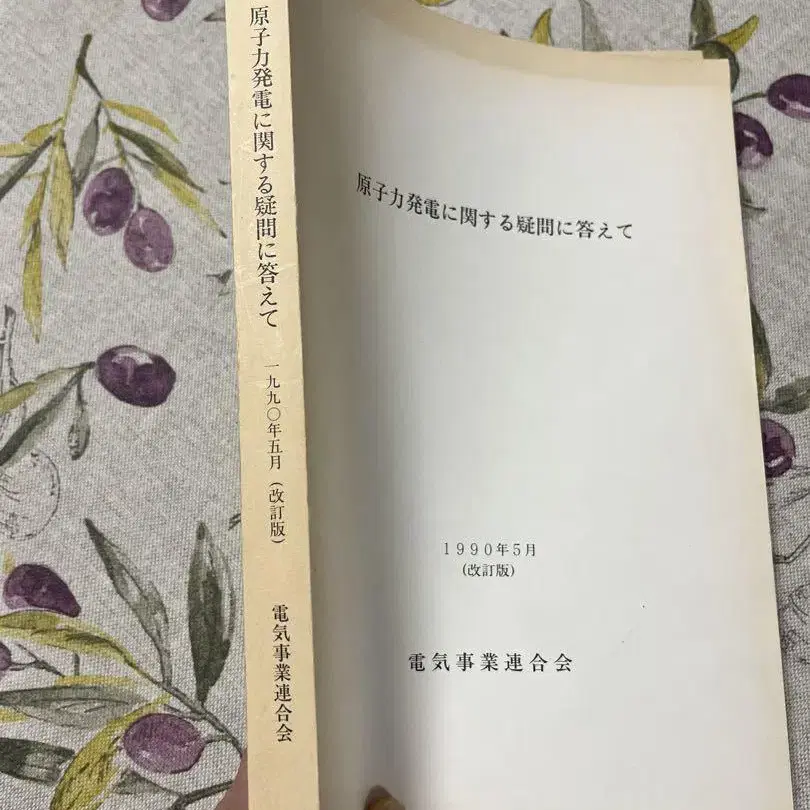 原子力発電に関する疑問に答えて
一九九〇年五月（改訂版）
電気事業連合会
原子力発電に関する疑問に答えて
1990年5月
(改訂版)
電気事業連合会